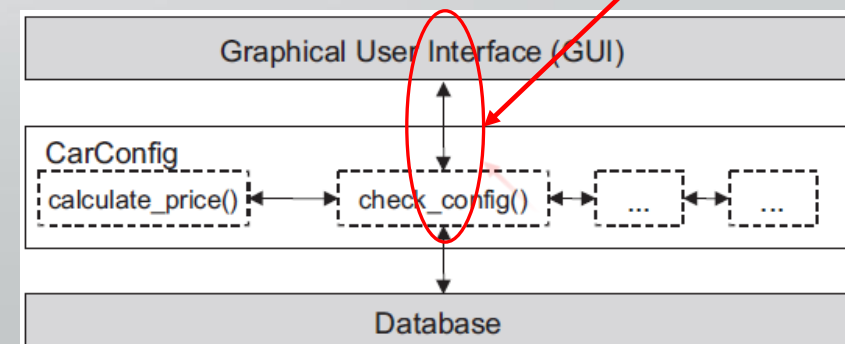 Graphical User Interface (GUI)
CarConfig
calculate_price() check_config() ... ...
Database